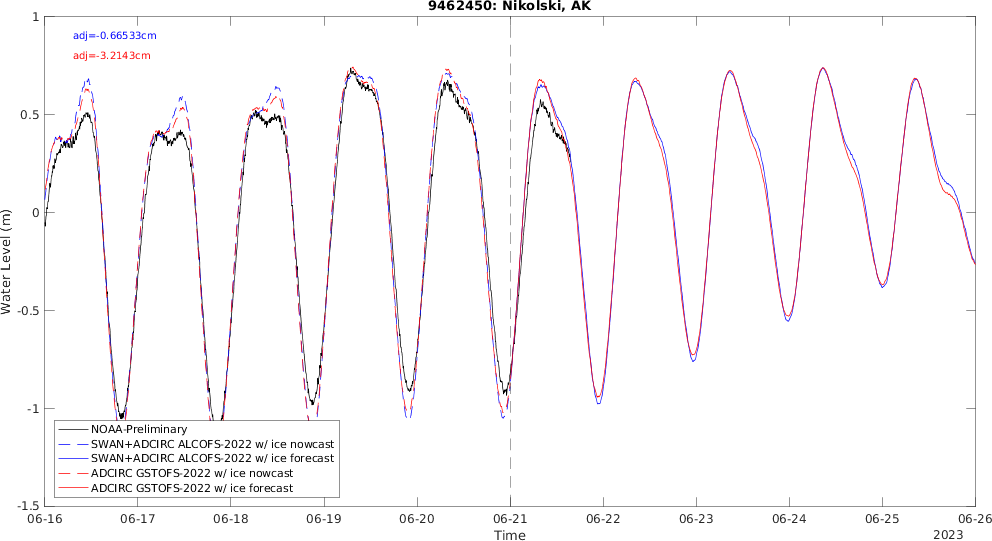 9462450: Nikolski, AK
adj=-0.66533cm
adj=-3.2143cm
Water Level (m)
1
0.5
0
-0.5
-1
-1.5
NOAA-Preliminary
SWAN+ADCIRC ALCOFS-2022 w/ ice nowcast
SWAN+ADCIRC ALCOFS-2022 w/ ice forecast
ADCIRC GSTOFS-2022 w/ ice nowcast
ADCIRC GSTOFS-2022 w/ ice forecast
06-16 06-17 06-18 06-19 06-20 06-21 06-22 06-23 06-24 06-25 06-26
Time
2023